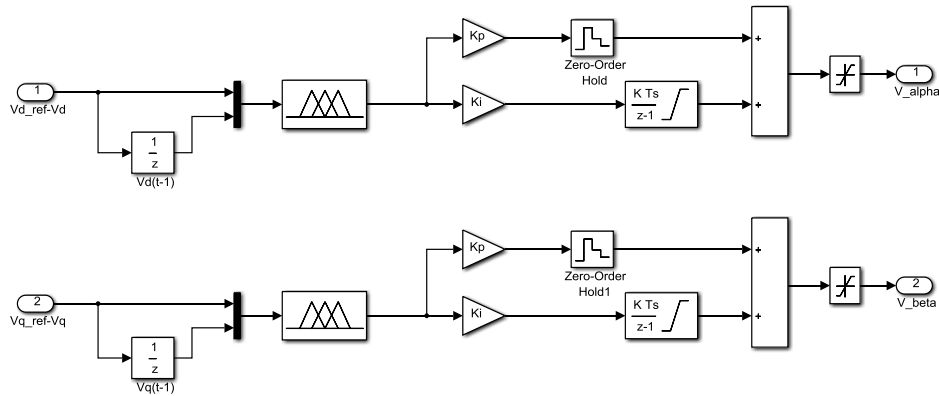 Kp
Zero-Order
Hold
1
Vd_ref-Vd
1
z
Vd(t-1)
Ki
K Ts
z-1
+
+
1
V_alpha
Kp
Zero-Order
Hold1
2
Vq_ref-Vq
1
z
Vq(t-1)
Ki
K Ts
z-1
+
+
2
V_beta